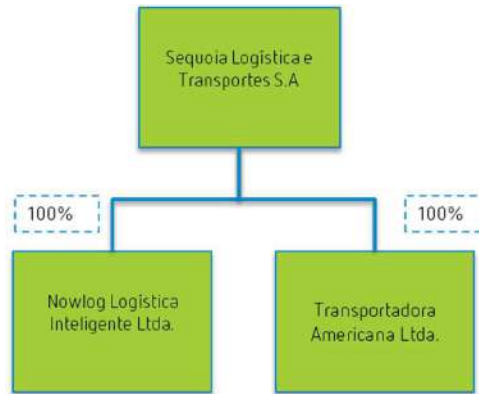 Sequoia Logística e
Transportes S.A
100%
100%
Nowlog Logística
Inteligente Ltda.
Transportadora
Americana Ltda.